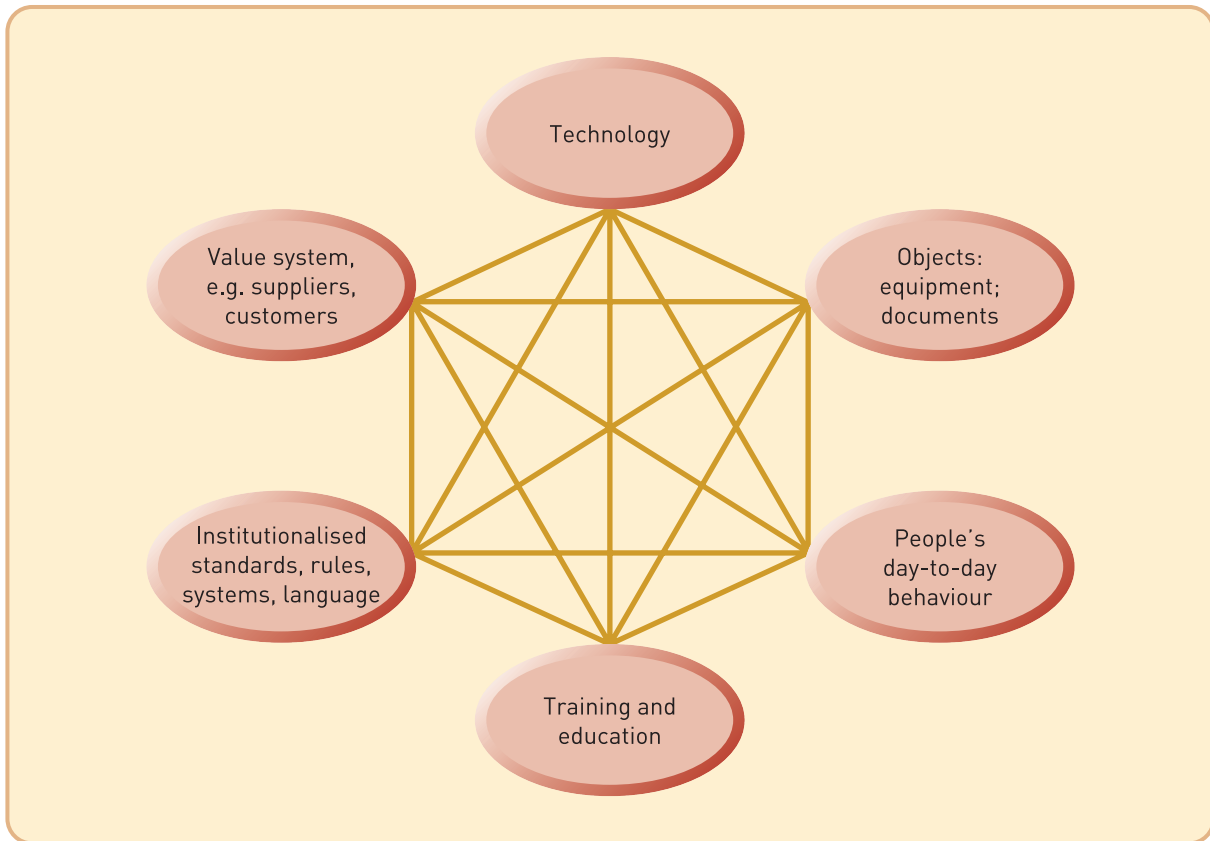 Technology
Value system,
e.g. suppliers,
customers
Objects:
equipment;
documents
Institutionalised
standards, rules,
systems, language
People’s
day-to-day
behaviour
Training and
education